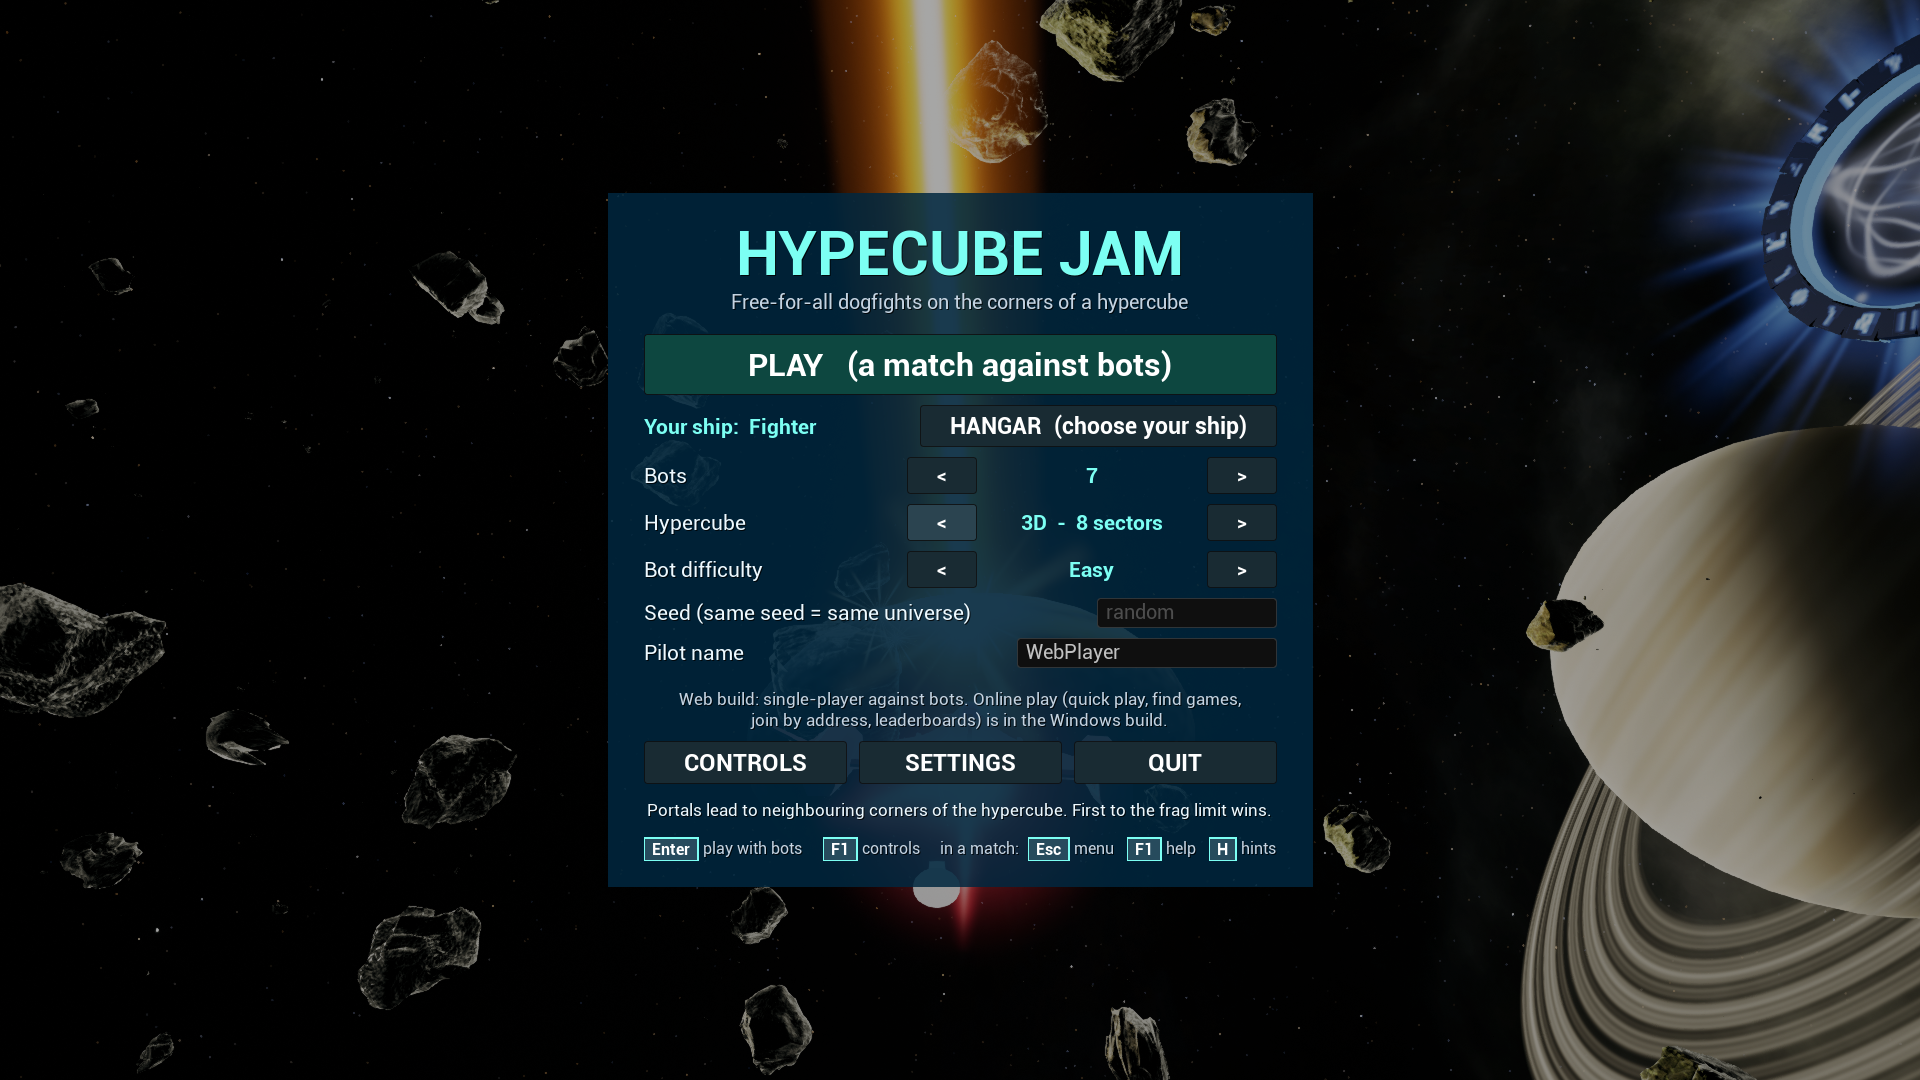 HYPECUBE JAM
Free-for-all dogfights on the corners of a hypercube
PLAY (a match against bots)
Your ship: Fighter HANGAR (choose your ship)
Bots < 7 >
Hypercube < 3D - 8 sectors >
Bot difficulty < Easy >
Seed (same seed = same universe) random
Pilot name WebPlayer
Web build: single-player against bots. Online play (quick play, find games,
join by address, leaderboards) is in the Windows build.
CONTROLS SETTINGS QUIT
Portals lead to neighbouring corners of the hypercube. First to the frag limit wins.
Enter play with bots F1 controls in a match: Esc menu F1 help H hints